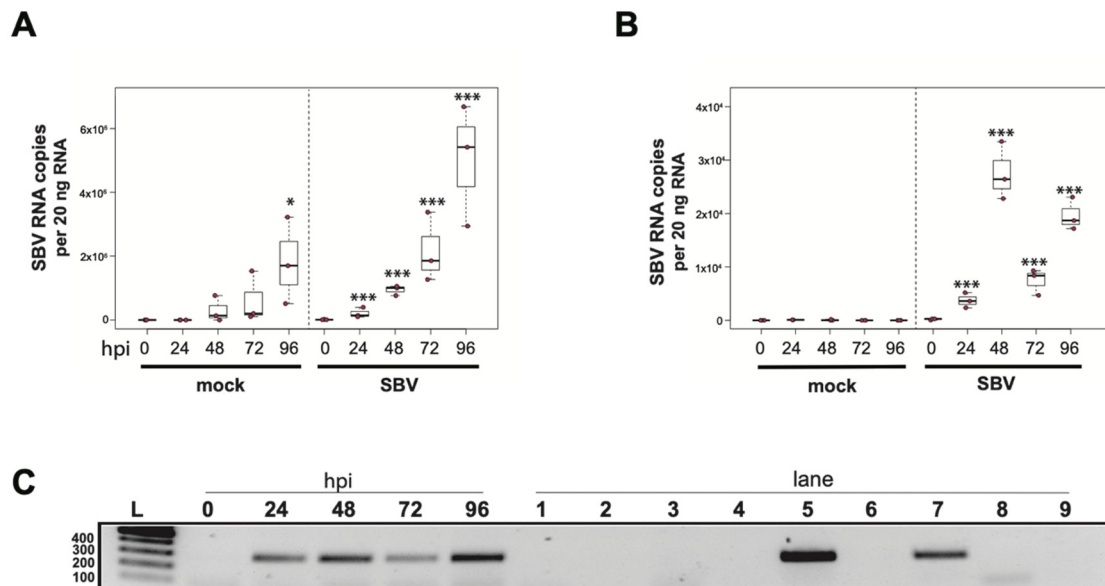 A
SBV RNA copies
per 20 ng RNA
6x10⁶
4x10⁶
2x10⁶
0
***
***
***
***
*
hpi 0 24 48 72 96 0 24 48 72 96
mock SBV
B
SBV RNA copies
per 20 ng RNA
4x10⁴
3x10⁴
2x10⁴
1x10⁴
0
***
***
***
***
0 24 48 72 96 0 24 48 72 96
mock SBV
C
hpi lane
L 0 24 48 72 96 1 2 3 4 5 6 7 8 9
400
300
200
100